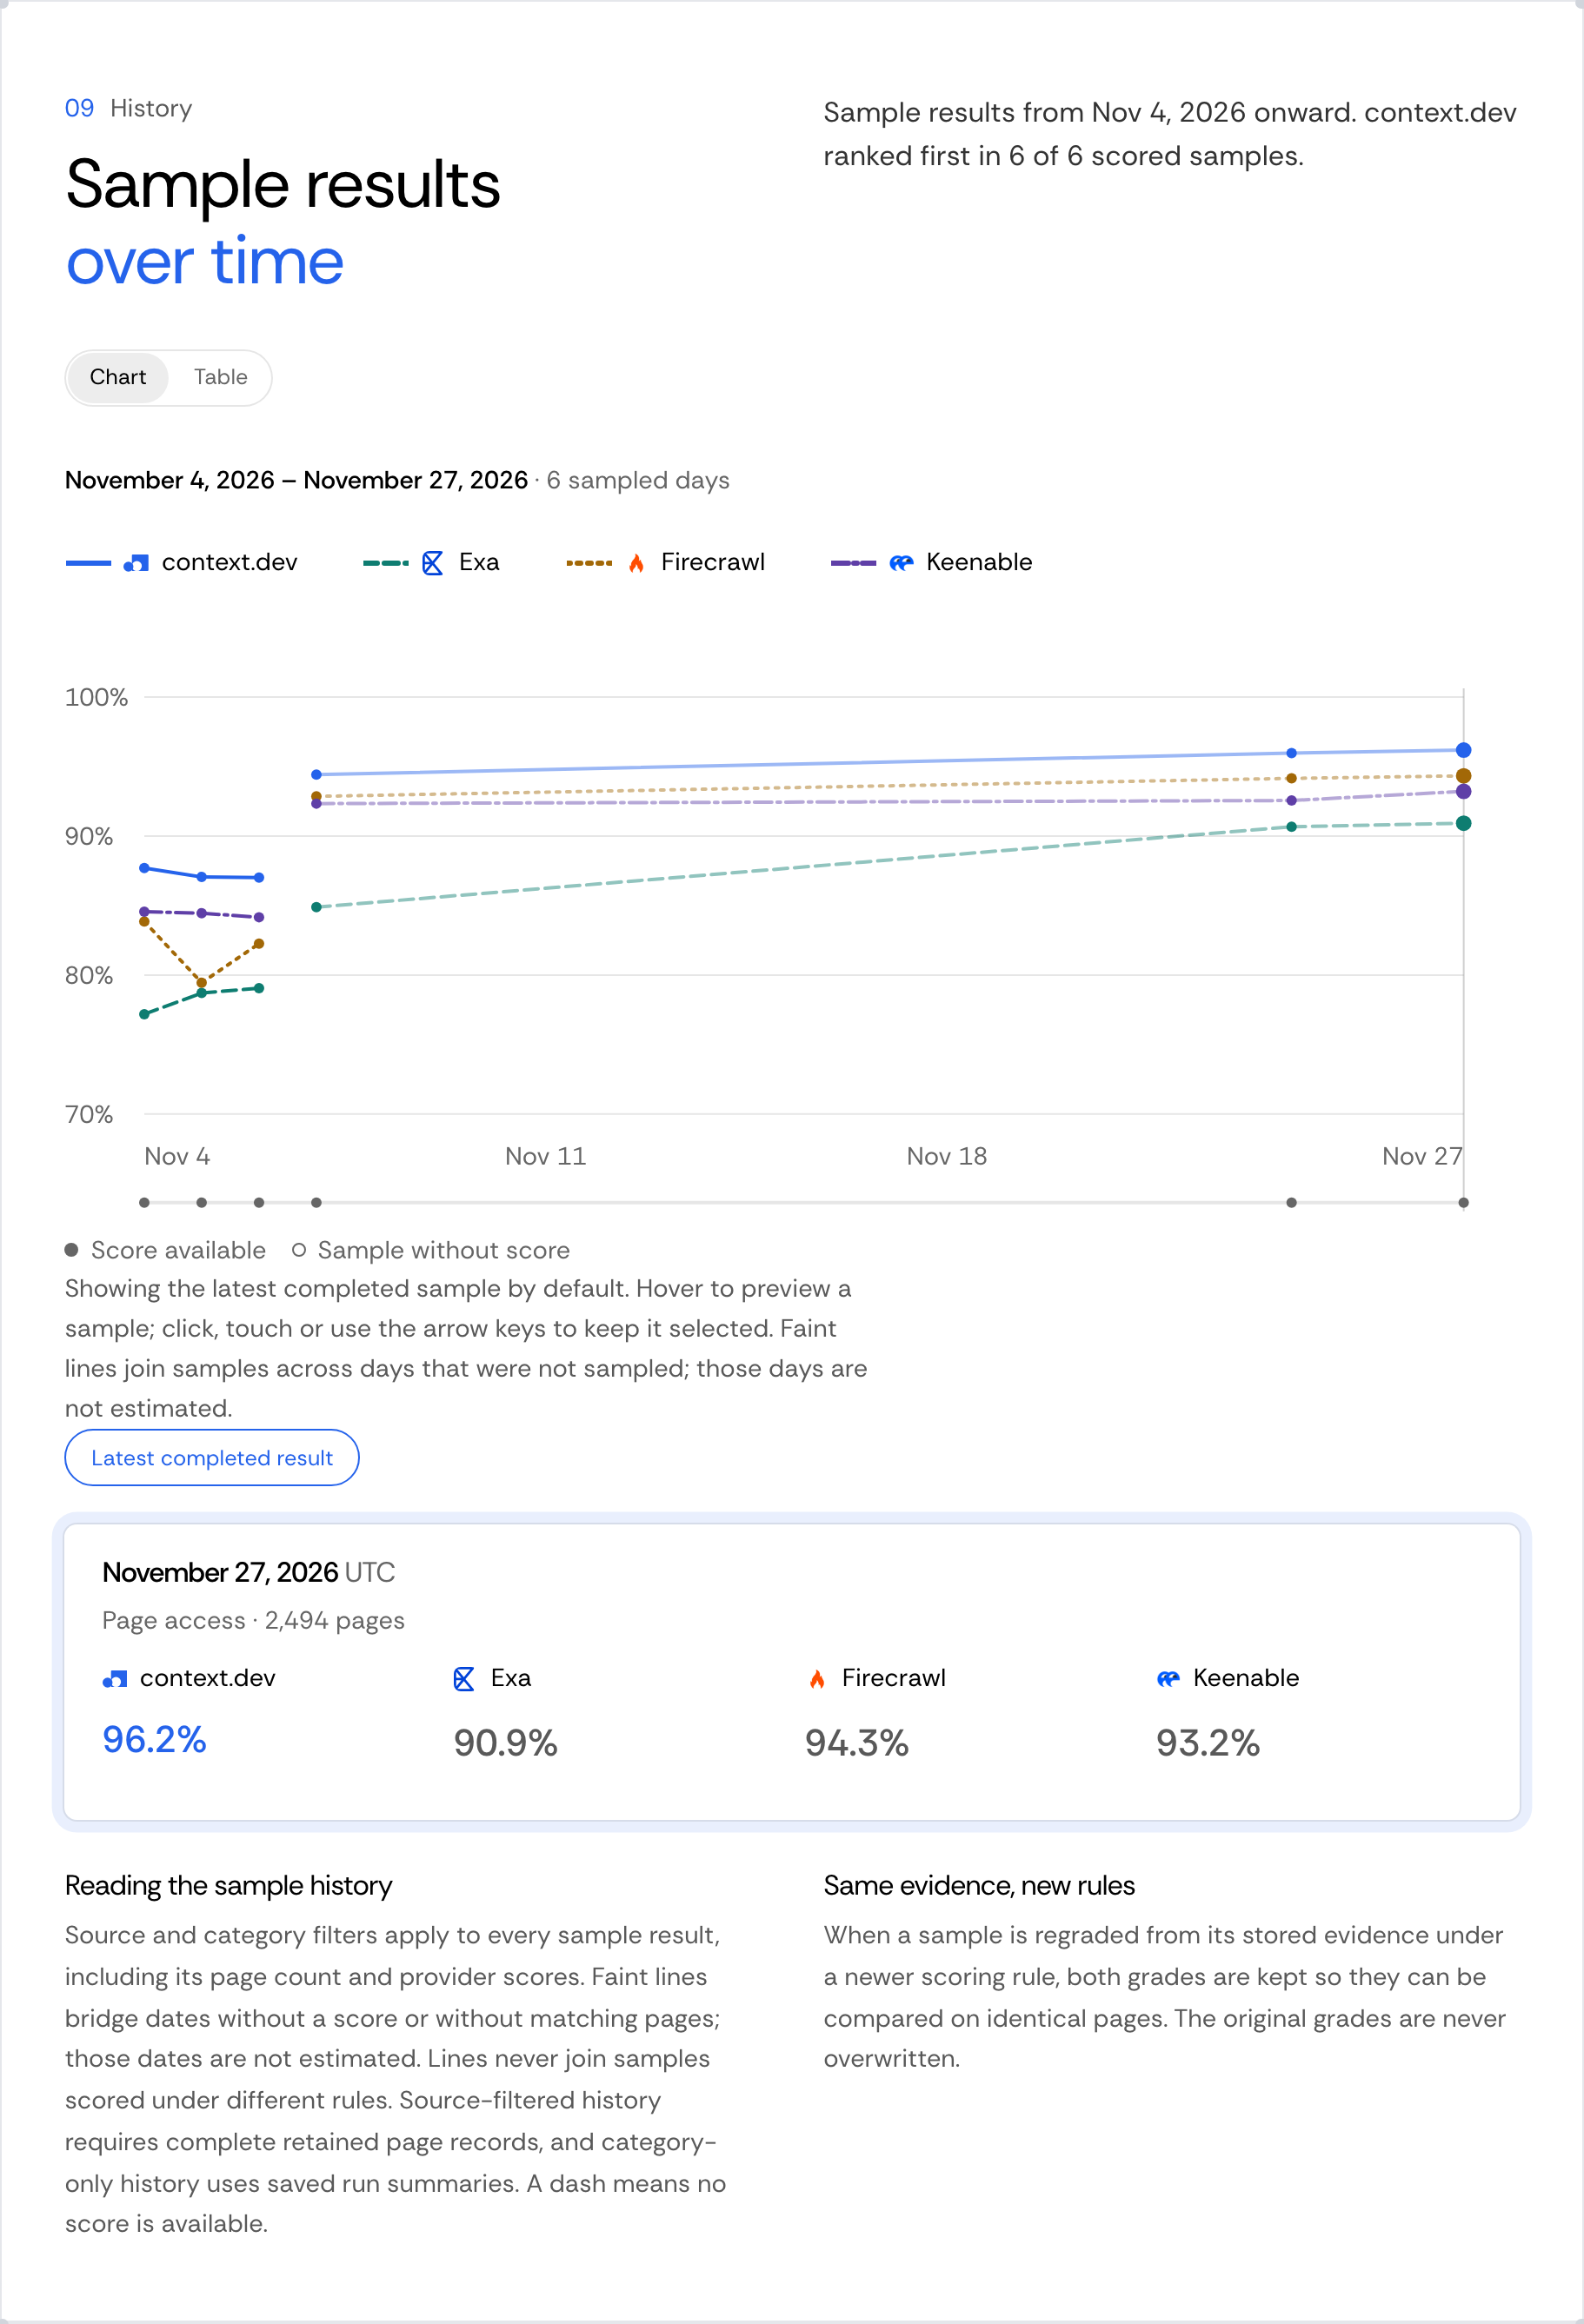 09 History
Sample results
over time
Sample results from Nov 4, 2026 onward. context.dev
ranked first in 6 of 6 scored samples.
Chart Table
November 4, 2026 – November 27, 2026 · 6 sampled days
context.dev Exa Firecrawl Keenable
100%
90%
80%
70%
Nov 4 Nov 11 Nov 18 Nov 27
Score available Sample without score
Showing the latest completed sample by default. Hover to preview a
sample; click, touch or use the arrow keys to keep it selected. Faint
lines join samples across days that were not sampled; those days are
not estimated.
Latest completed result
November 27, 2026 UTC
Page access · 2,494 pages
context.dev Exa Firecrawl Keenable
96.2% 90.9% 94.3% 93.2%
Reading the sample history
Source and category filters apply to every sample result,
including its page count and provider scores. Faint lines
bridge dates without a score or without matching pages;
those dates are not estimated. Lines never join samples
scored under different rules. Source-filtered history
requires complete retained page records, and category-
only history uses saved run summaries. A dash means no
score is available.
Same evidence, new rules
When a sample is regraded from its stored evidence under
a newer scoring rule, both grades are kept so they can be
compared on identical pages. The original grades are never
overwritten.